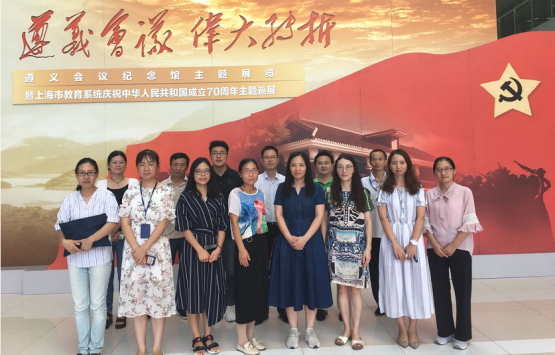 遵义会议 伟大转折
遵义会议纪念馆主题展览
暨上海市教育系统庆祝中华人民共和国成立70周年主题巡展